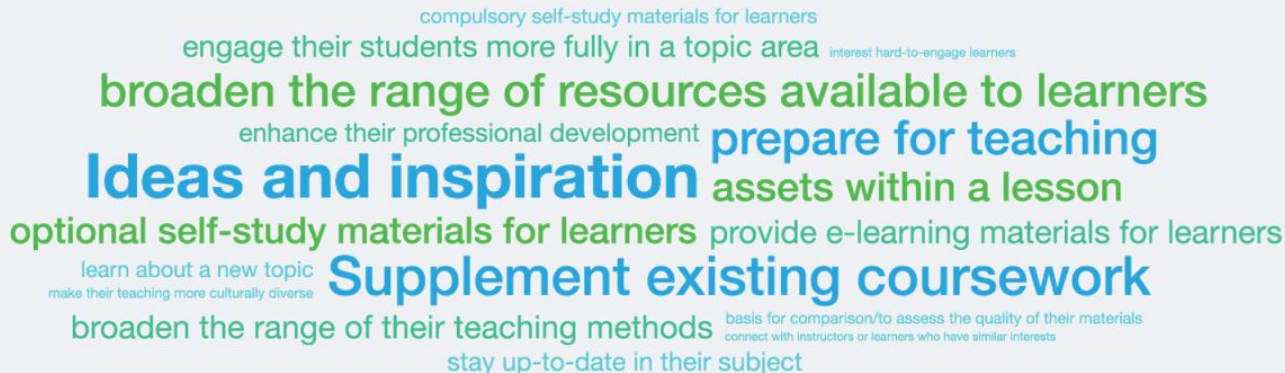 compulsory self-study materials for learners
engage their students more fully in a topic area interest hard-to-engage learners
broaden the range of resources available to learners
enhance their professional development prepare for teaching
Ideas and inspiration assets within a lesson
optional self-study materials for learners provide e-learning materials for learners
learn about a new topic
make their teaching more culturally diverse
Supplement existing coursework
broaden the range of their teaching methods
basis for comparison/to assess the quality of their materials
connect with instructors or learners who have similar interests
stay up-to-date in their subject